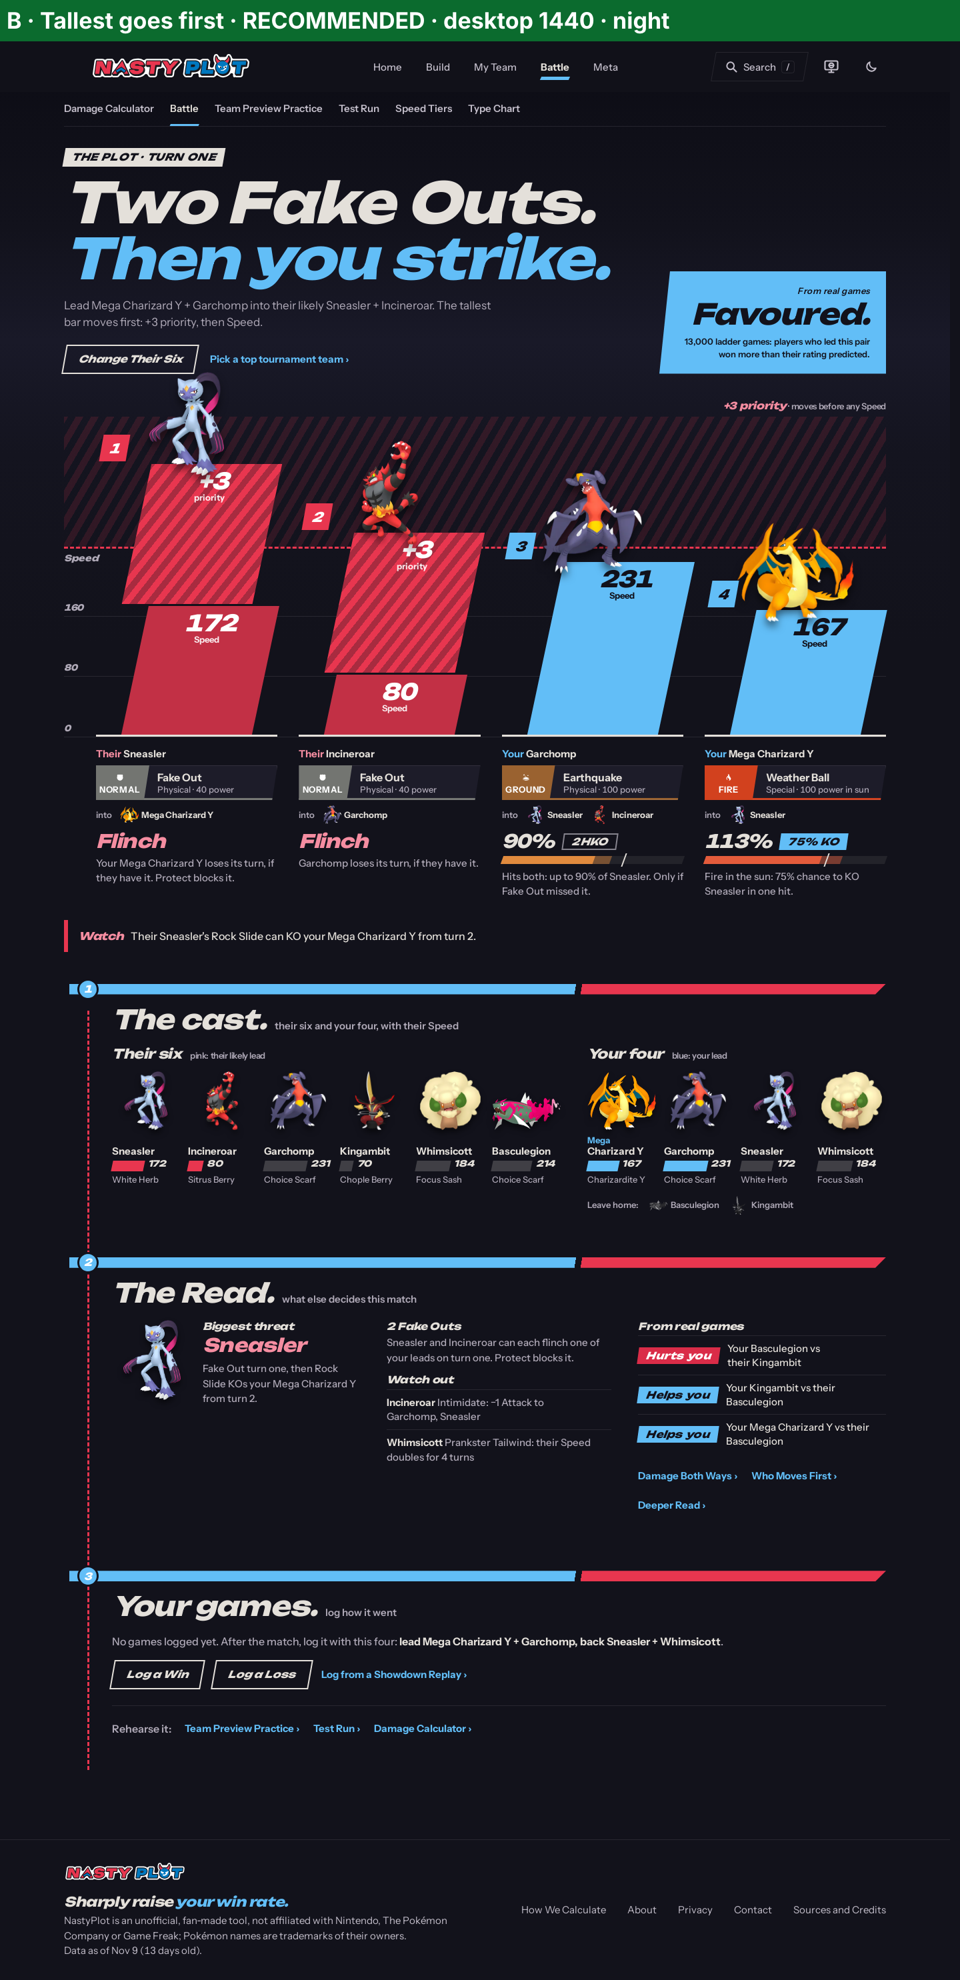 B · Tallest goes first · RECOMMENDED · desktop 1440 · night
NASTY PLOT
Home Build My Team Battle Meta
Search /
Damage Calculator Battle Team Preview Practice Test Run Speed Tiers Type Chart
THE PLOT · TURN ONE
Two Fake Outs.
Then you strike.
Lead Mega Charizard Y + Garchomp into their likely Sneasler + Incineroar. The tallest
bar moves first: +3 priority, then Speed.
Change Their Six
Pick a top tournament team ›
From real games
Favoured.
13,000 ladder games: players who led this pair
won more than their rating predicted.
+3 priority · moves before any Speed
1
+3
priority
2
+3
priority
3
231
Speed
4
167
Speed
Speed
160
80
0
172
Speed
80
Speed
Their Sneasler
NORMAL
Fake Out
Physical · 40 power
into Mega Charizard Y
Flinch
Your Mega Charizard Y loses its turn, if
they have it. Protect blocks it.
Their Incineroar
NORMAL
Fake Out
Physical · 40 power
into Garchomp
Flinch
Garchomp loses its turn, if they have it.
Your Garchomp
GROUND
Earthquake
Physical · 100 power
into Sneasler Incineroar
90% 2HKO
Hits both: up to 90% of Sneasler. Only if
Fake Out missed it.
Your Mega Charizard Y
FIRE
Weather Ball
Special · 100 power in sun
into Sneasler
113% 75% KO
Fire in the sun: 75% chance to KO
Sneasler in one hit.
Watch Their Sneasler's Rock Slide can KO your Mega Charizard Y from turn 2.
1
The cast. their six and your four, with their Speed
Their six pink: their likely lead
Sneasler
172
White Herb
Incineroar
80
Sitrus Berry
Garchomp
231
Choice Scarf
Kingambit
70
Chople Berry
Whimsicott
184
Focus Sash
Basculegion
214
Choice Scarf
Your four blue: your lead
Mega
Charizard Y
167
Charizardite Y
Garchomp
231
Choice Scarf
Sneasler
172
White Herb
Whimsicott
184
Focus Sash
Leave home: Basculegion Kingambit
2
The Read. what else decides this match
Biggest threat
Sneasler
Fake Out turn one, then Rock
Slide KOs your Mega Charizard Y
from turn 2.
2 Fake Outs
Sneasler and Incineroar can each flinch one of
your leads on turn one. Protect blocks it.
Watch out
Incineroar Intimidate: −1 Attack to
Garchomp, Sneasler
Whimsicott Prankster Tailwind: their Speed
doubles for 4 turns
From real games
Hurts you
Your Basculegion vs
their Kingambit
Helps you
Your Kingambit vs their
Basculegion
Helps you
Your Mega Charizard Y vs their
Basculegion
Damage Both Ways › Who Moves First ›
Deeper Read ›
3
Your games. log how it went
No games logged yet. After the match, log it with this four: lead Mega Charizard Y + Garchomp, back Sneasler + Whimsicott.
Log a Win
Log a Loss
Log from a Showdown Replay ›
Rehearse it: Team Preview Practice › Test Run › Damage Calculator ›
NASTY PLOT
Sharply raise your win rate.
NastyPlot is an unofficial, fan-made tool, not affiliated with Nintendo, The Pokémon
Company or Game Freak; Pokémon names are trademarks of their owners.
Data as of Nov 9 (13 days old).
How We Calculate About Privacy Contact Sources and Credits